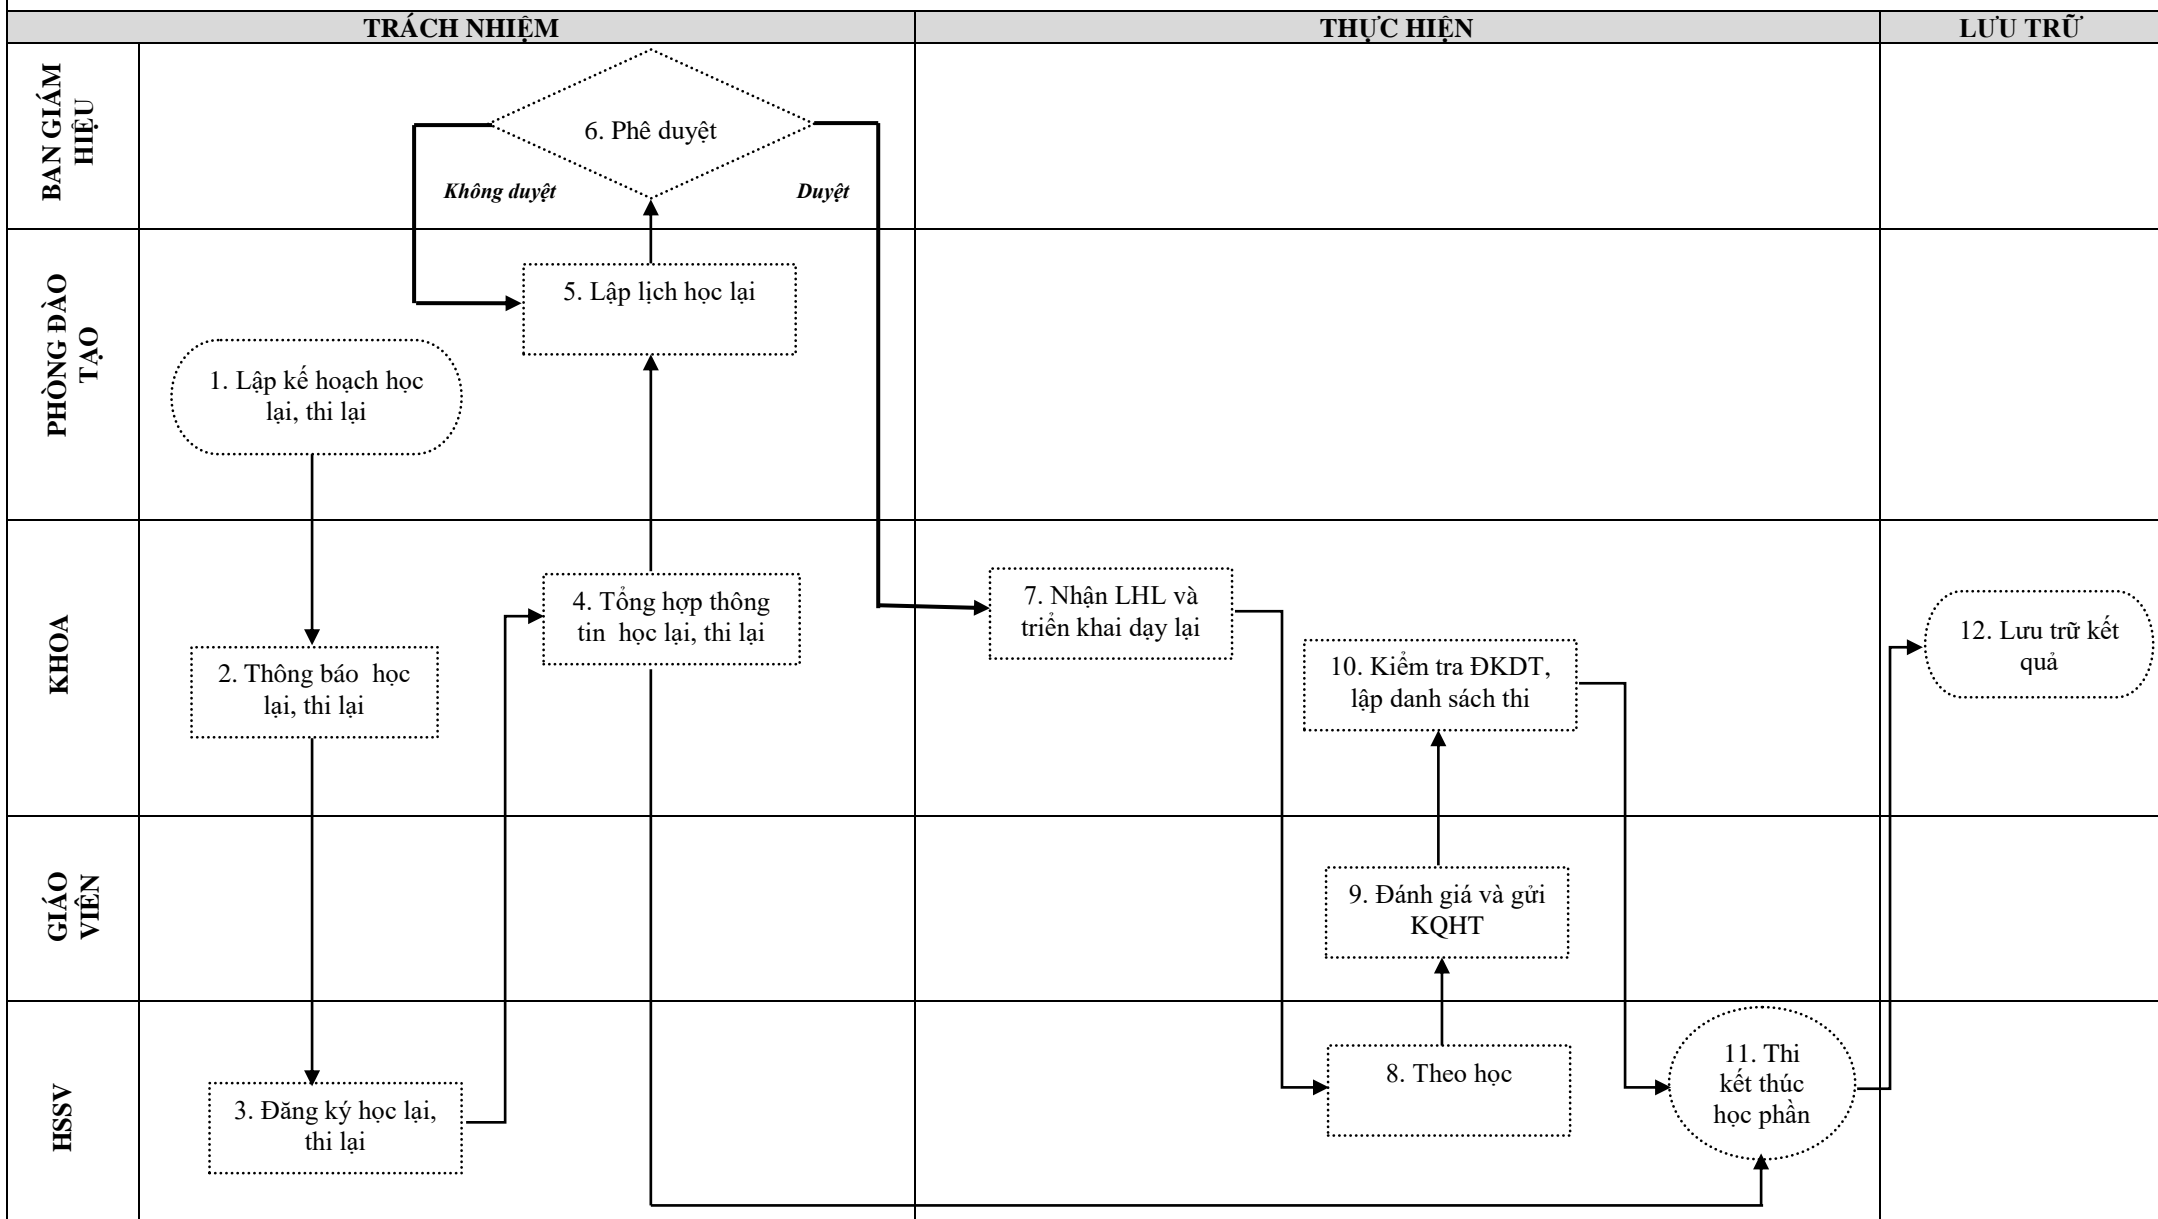 TRÁCH NHIỆM
THỰC HIỆN
LƯU TRỮ
BAN GIÁM
HIỆU
6. Phê duyệt
Không duyệt
Duyệt
PHÒNG ĐÀO
TẠO
5. Lập lịch học lại
1. Lập kế hoạch học
lại, thi lại
KHOA
4. Tổng hợp thông
tin học lại, thi lại
2. Thông báo học
lại, thi lại
7. Nhận LHL và
triển khai dạy lại
10. Kiểm tra ĐKDT,
lập danh sách thi
12. Lưu trữ kết
quả
GIÁO
VIÊN
9. Đánh giá và gửi
KQHT
HSSV
3. Đăng ký học lại,
thi lại
8. Theo học
11. Thi
kết thúc
học phần